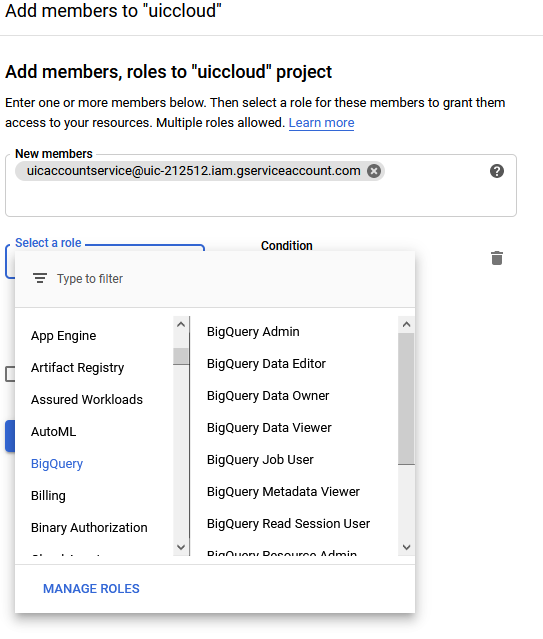 Add members to "uiccloud"
Add members, roles to "uiccloud" project
Enter one or more members below. Then select a role for these members to grant them
access to your resources. Multiple roles allowed. Learn more
New members
uicaccountservice@uic-212512.iam.gserviceaccount.com
Select a role
Condition
Type to filter
App Engine
Artifact Registry
Assured Workloads
AutoML
BigQuery
Billing
Binary Authorization
BigQuery Admin
BigQuery Data Editor
BigQuery Data Owner
BigQuery Data Viewer
BigQuery Job User
BigQuery Metadata Viewer
BigQuery Read Session User
BigQuery Resource Admin
MANAGE ROLES